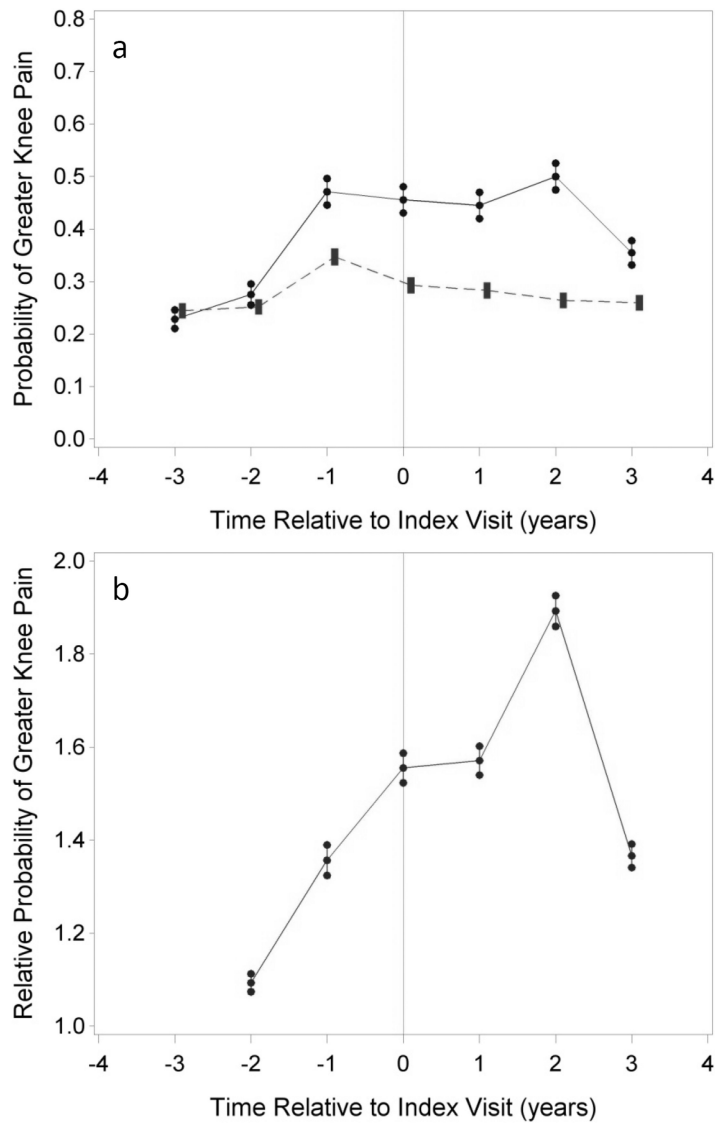 a
Probability of Greater Knee Pain
0.8
0.7
0.6
0.5
0.4
0.3
0.2
0.1
0.0
-4 -3 -2 -1 0 1 2 3 4
Time Relative to Index Visit (years)
b
Relative Probability of Greater Knee Pain
2.0
1.8
1.6
1.4
1.2
1.0
-4 -3 -2 -1 0 1 2 3 4
Time Relative to Index Visit (years)